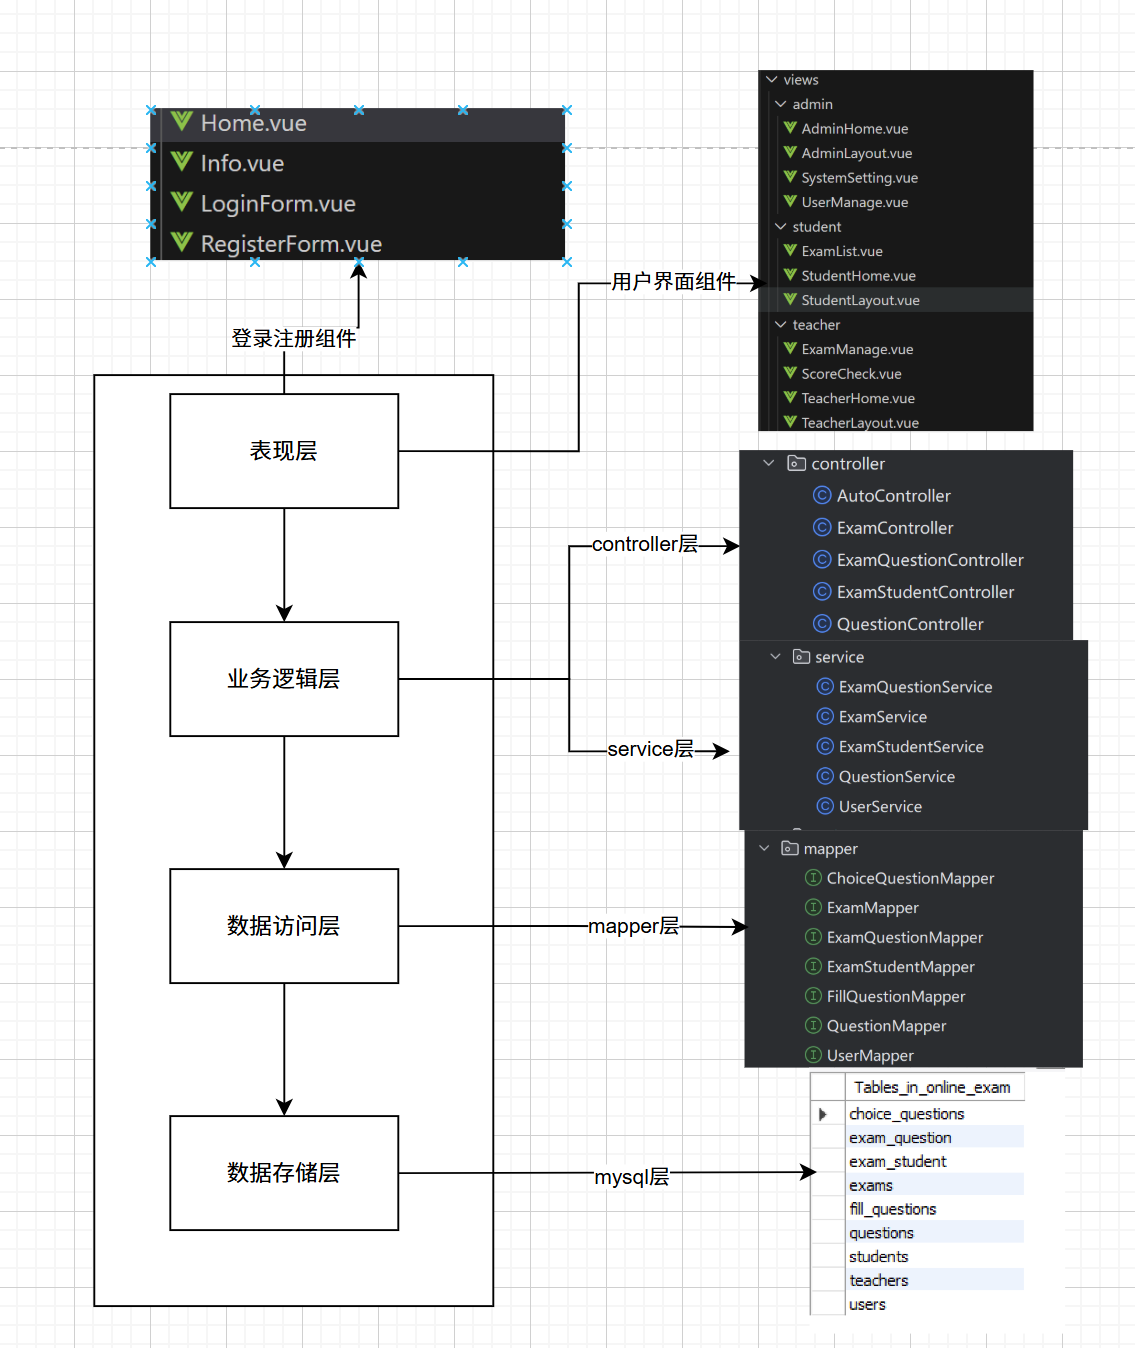 Home.vue
Info.vue
LoginForm.vue
RegisterForm.vue
views
admin
AdminHome.vue
AdminLayout.vue
SystemSetting.vue
UserManage.vue
student
ExamList.vue
StudentHome.vue
StudentLayout.vue
teacher
ExamManage.vue
ScoreCheck.vue
TeacherHome.vue
TeacherLayout.vue
用户界面组件
登录注册组件
表现层
controller层
controller
AutoController
ExamController
ExamQuestionController
ExamStudentController
QuestionController
业务逻辑层
service层
service
ExamQuestionService
ExamService
ExamStudentService
QuestionService
UserService
数据访问层
mapper层
mapper
ChoiceQuestionMapper
ExamMapper
ExamQuestionMapper
ExamStudentMapper
FillQuestionMapper
QuestionMapper
UserMapper
数据存储层
mysql层
Tables_in_online_exam
choice_questions
exam_question
exam_student
exams
fill_questions
questions
students
teachers
users